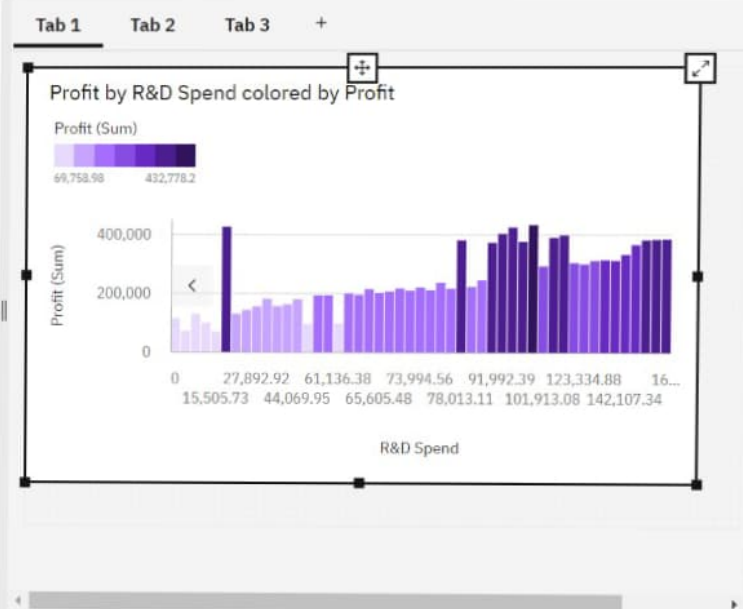 Tab 1 Tab 2 Tab 3 +
Profit by R&D Spend colored by Profit
Profit (Sum)
69,758.98 432,778.2
Profit (Sum)
400,000
200,000
0
0 27,892.92 61,136.38 73,994.56 91,992.39 123,334.88 16...
15,505.73 44,069.95 65,605.48 78,013.11 101,913.08 142,107.34
R&D Spend